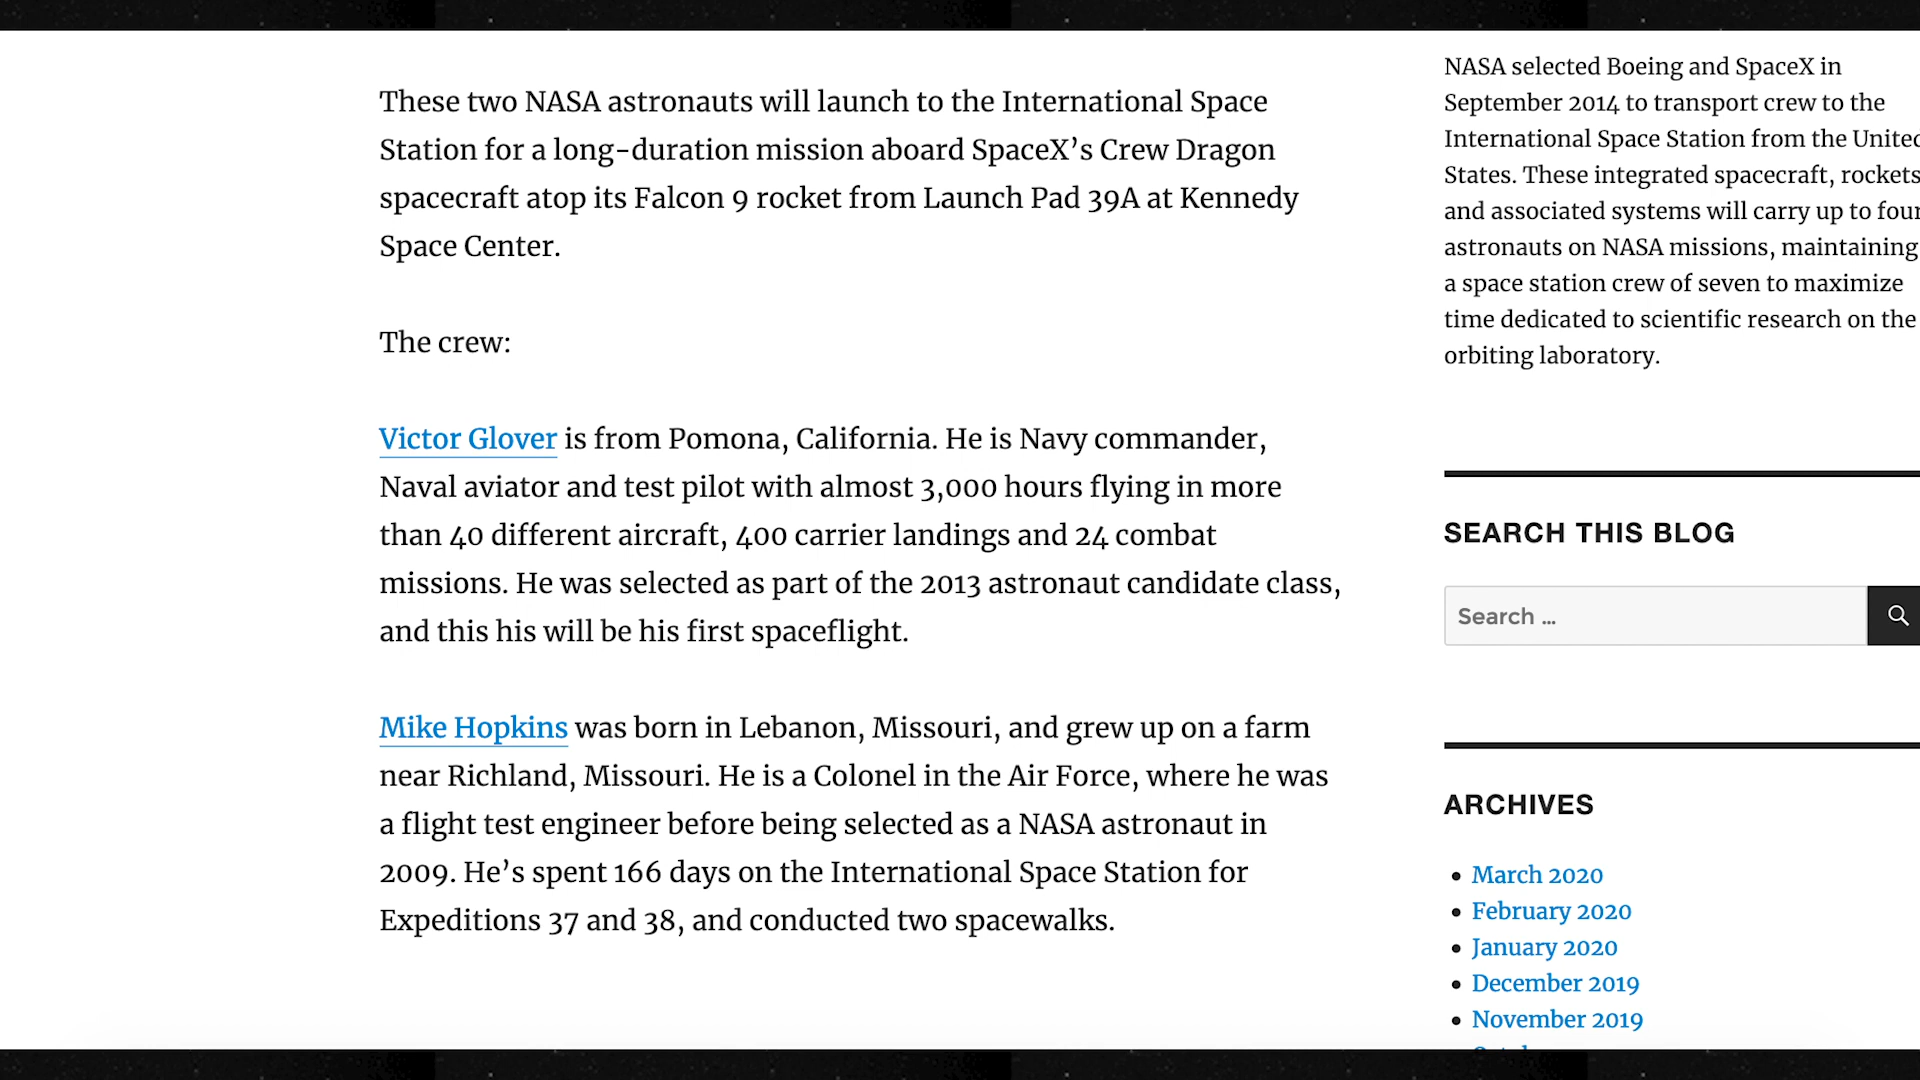 These two NASA astronauts will launch to the International Space
Station for a long-duration mission aboard SpaceX’s Crew Dragon
spacecraft atop its Falcon 9 rocket from Launch Pad 39A at Kennedy
Space Center.
The crew:
Victor Glover is from Pomona, California. He is Navy commander,
Naval aviator and test pilot with almost 3,000 hours flying in more
than 40 different aircraft, 400 carrier landings and 24 combat
missions. He was selected as part of the 2013 astronaut candidate class,
and this his will be his first spaceflight.
Mike Hopkins was born in Lebanon, Missouri, and grew up on a farm
near Richland, Missouri. He is a Colonel in the Air Force, where he was
a flight test engineer before being selected as a NASA astronaut in
2009. He’s spent 166 days on the International Space Station for
Expeditions 37 and 38, and conducted two spacewalks.
NASA selected Boeing and SpaceX in
September 2014 to transport crew to the
International Space Station from the United
States. These integrated spacecraft, rockets
and associated systems will carry up to four
astronauts on NASA missions, maintaining
a space station crew of seven to maximize
time dedicated to scientific research on the
orbiting laboratory.
SEARCH THIS BLOG
Search …
ARCHIVES
March 2020
February 2020
January 2020
December 2019
November 2019